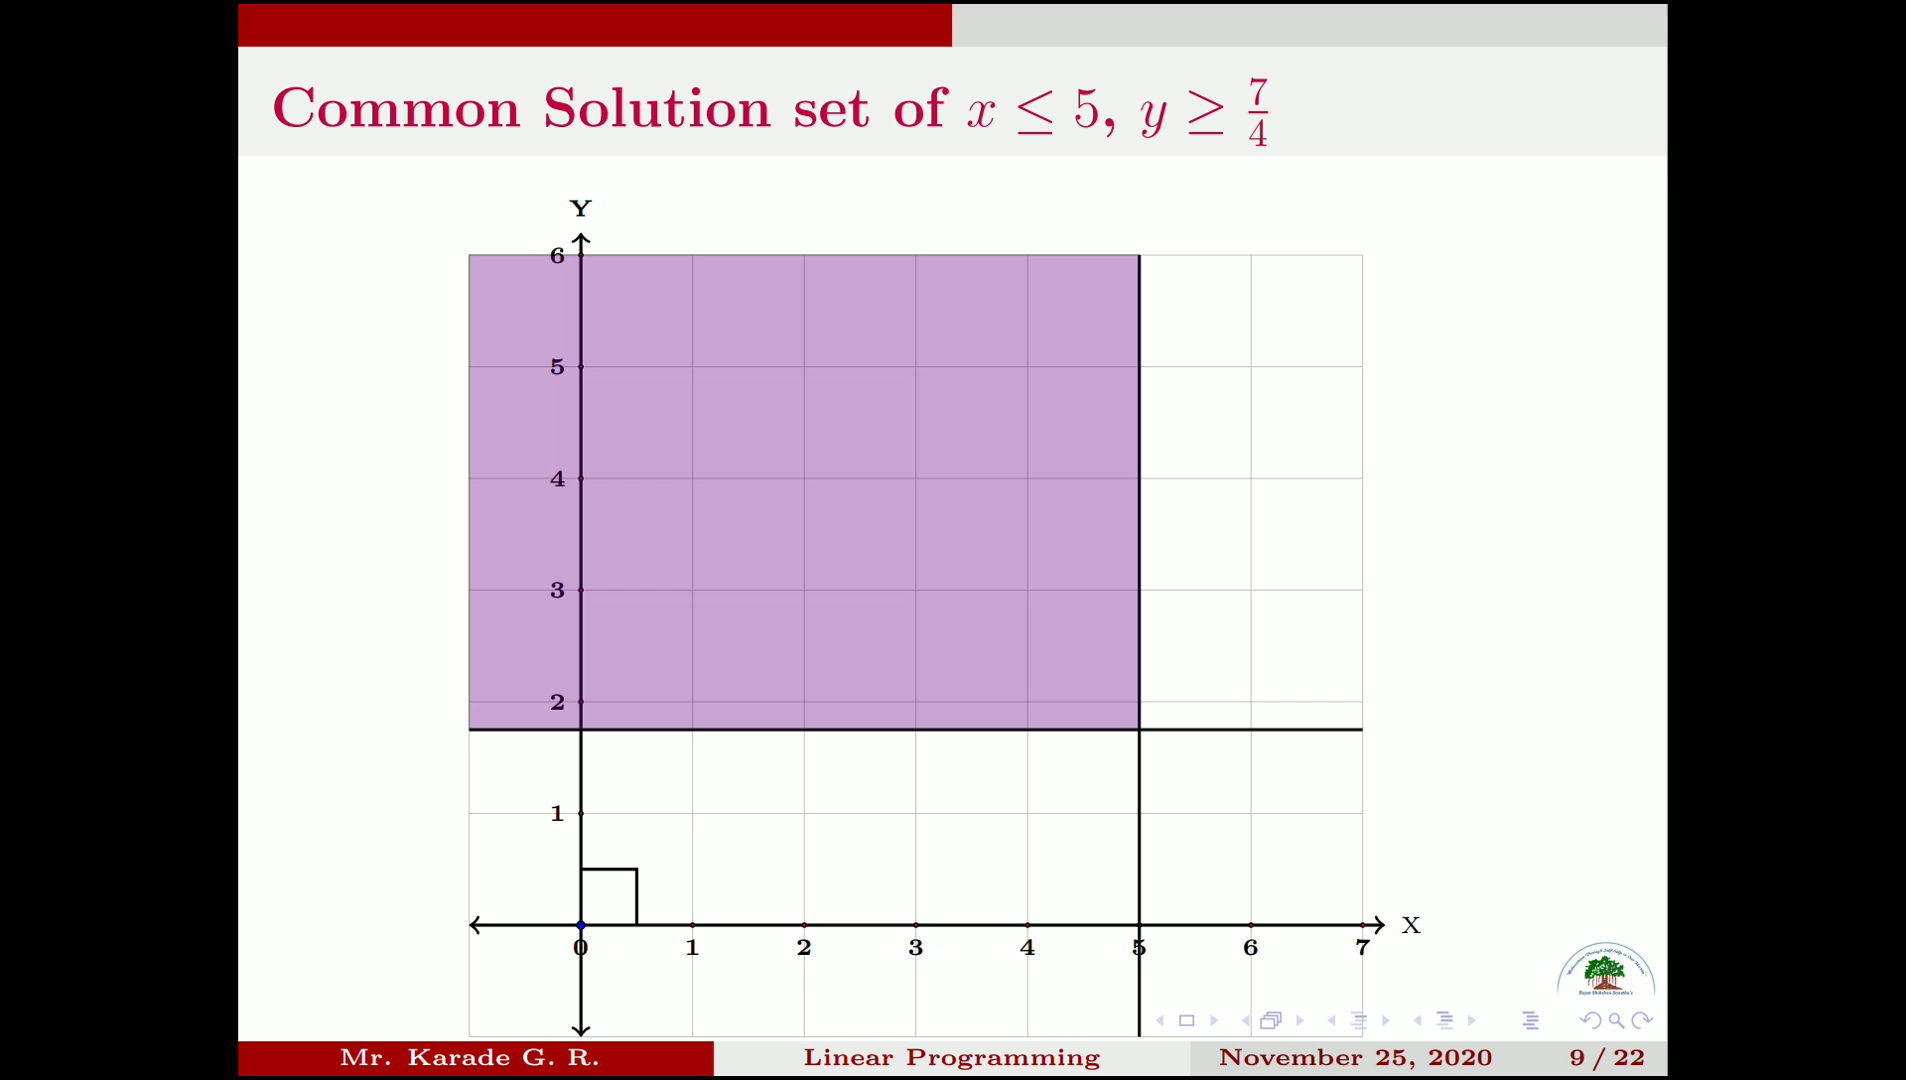 Common Solution set of x ≤ 5, y ≥ 7/4
Y
6
5
4
3
2
1
X
0 1 2 3 4 5 6 7
Mr. Karade G. R. Linear Programming November 25, 2020 9 / 22